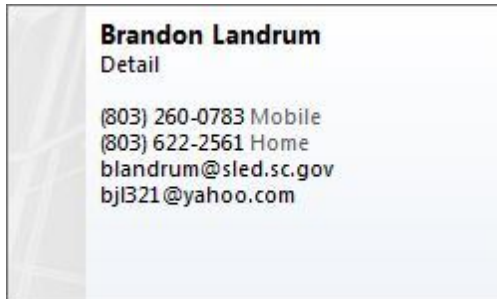 Brandon Landrum
Detail
(803) 260-0783 Mobile
(803) 622-2561 Home
blandrum@sled.sc.gov
bjl321@yahoo.com